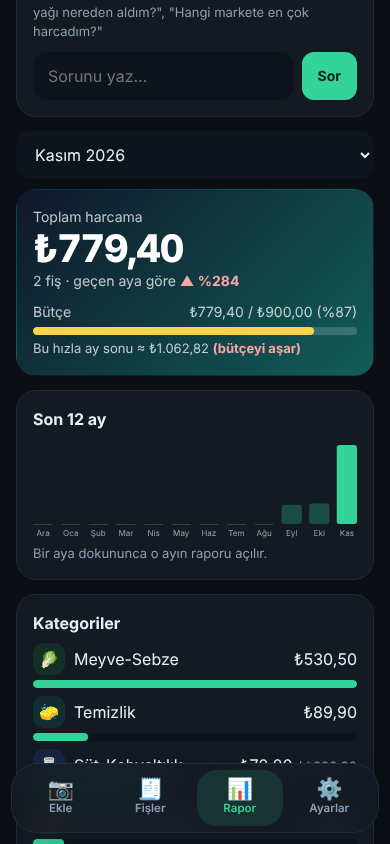 yağı nereden aldım?", "Hangi markete en çok
harcadım?"
Sorunu yaz...
Sor
Kasım 2026
Toplam harcama
₺779,40
2 fiş · geçen aya göre ▲ %284
Bütçe ₺779,40 / ₺900,00 (%87)
Bu hızla ay sonu ≈ ₺1.062,82 (bütçeyi aşar)
Son 12 ay
Ara Oca Şub Mar Nis May Haz Tem Ağu Eyl Eki Kas
Bir aya dokununca o ayın raporu açılır.
Kategoriler
Meyve-Sebze ₺530,50
Temizlik ₺89,90
Ekle Fişler Rapor Ayarlar